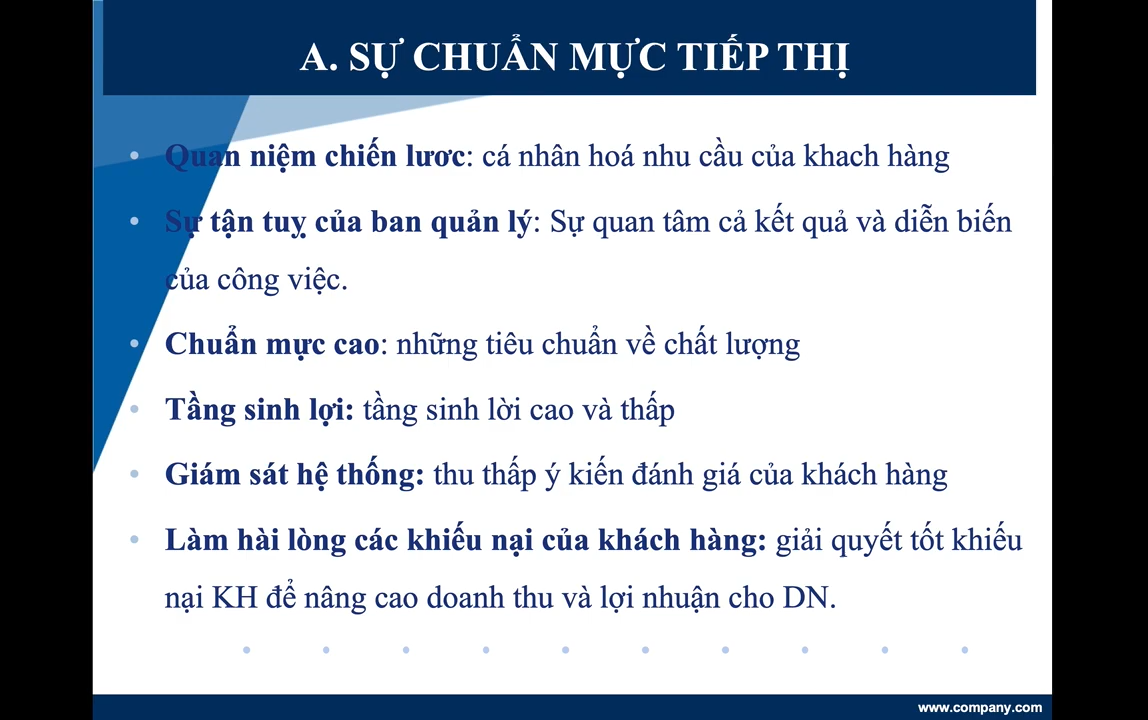 A. SỰ CHUẨN MỰC TIẾP THỊ
• Quan niệm chiến lươc: cá nhân hoá nhu cầu của khach hàng
• Sự tận tuỵ của ban quản lý: Sự quan tâm cả kết quả và diễn biến
của công việc.
• Chuẩn mực cao: những tiêu chuẩn về chất lượng
• Tầng sinh lợi: tầng sinh lời cao và thấp
• Giám sát hệ thống: thu thấp ý kiến đánh giá của khách hàng
• Làm hài lòng các khiếu nại của khách hàng: giải quyết tốt khiếu
nại KH để nâng cao doanh thu và lợi nhuận cho DN.
www.company.com